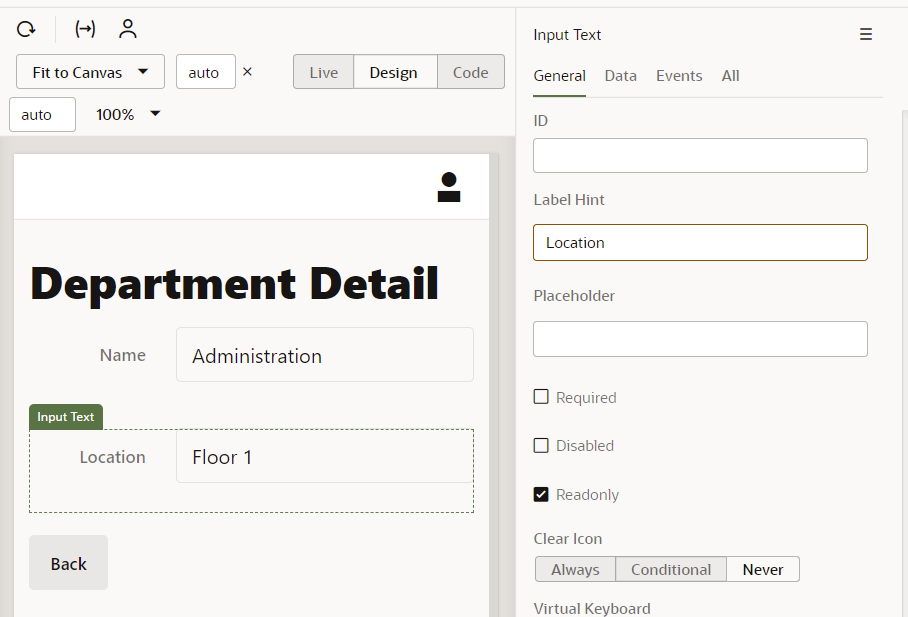 Fit to Canvas
auto
×
Live
Design
Code
auto
100%
Department Detail
Name
Administration
Input Text
Location
Floor 1
Back
Input Text
General
Data
Events
All
ID
Label Hint
Location
Placeholder
Required
Disabled
Readonly
Clear Icon
Always
Conditional
Never
Virtual Keyboard